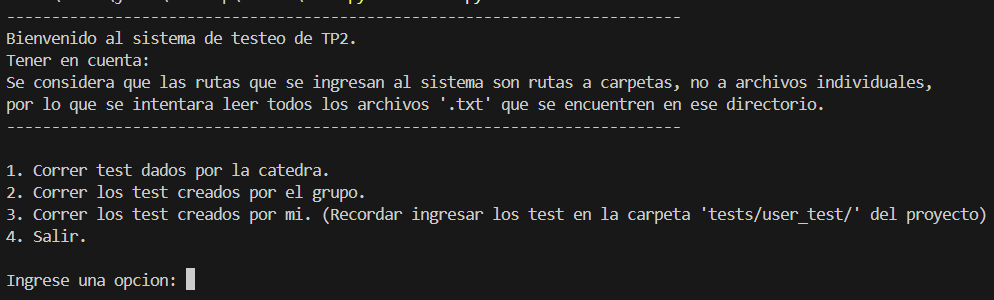 ---------------------------------------------------------------------------
Bienvenido al sistema de testeo de TP2.
Tener en cuenta:
Se considera que las rutas que se ingresan al sistema son rutas a carpetas, no a archivos individuales,
por lo que se intentara leer todos los archivos '.txt' que se encuentren en ese directorio.
---------------------------------------------------------------------------
1. Correr test dados por la catedra.
2. Correr los test creados por el grupo.
3. Correr los test creados por mi. (Recordar ingresar los test en la carpeta 'tests/user_test/' del proyecto)
4. Salir.
Ingrese una opcion: